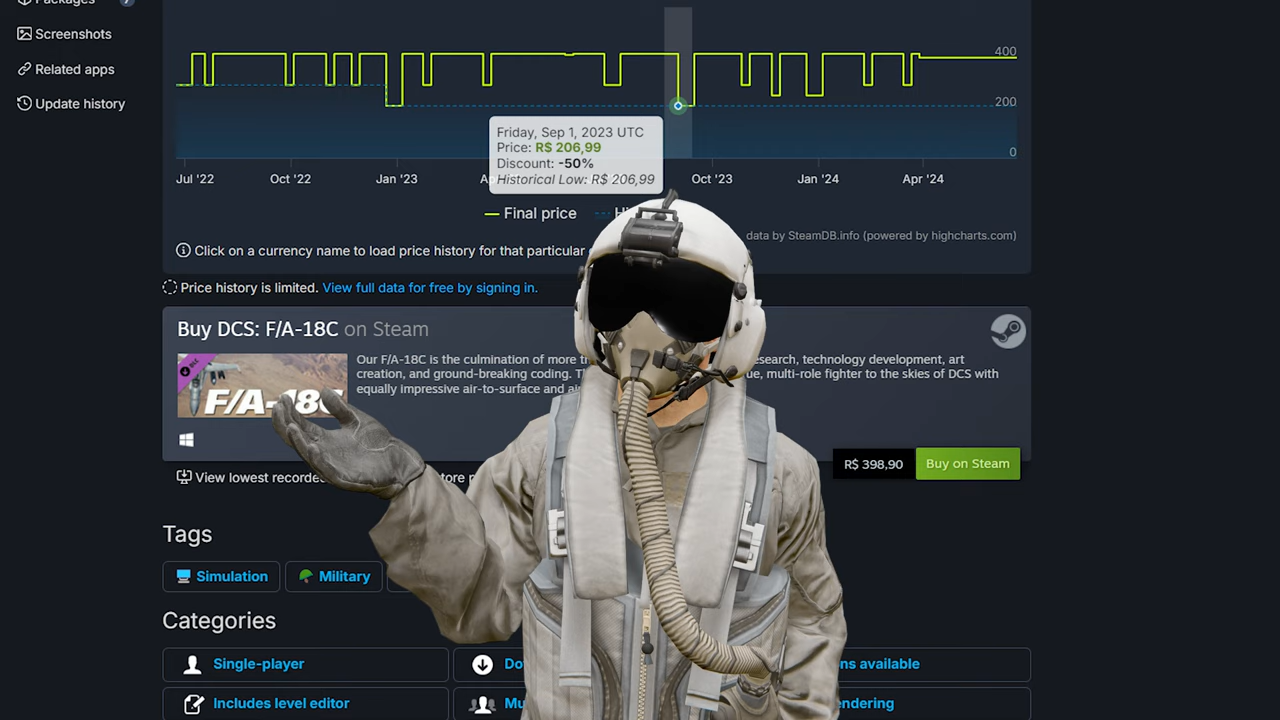 Packages
Screenshots
Related apps
Update history
400
200
0
Friday, Sep 1, 2023 UTC
Price: R$ 206,99
Discount: -50%
Historical Low: R$ 206,99
Jul '22
Oct '22
Jan '23
Oct '23
Jan '24
Apr '24
Final price
data by SteamDB.info (powered by highcharts.com)
Click on a currency name to load price history for that particular
Price history is limited. View full data for free by signing in.
Buy DCS: F/A-18C on Steam
F/A-18C
Our F/A-18C is the culmination of more research, technology development, art
creation, and ground-breaking coding. multi-role fighter to the skies of DCS with
equally impressive air-to-surface and
R$ 398,90
Buy on Steam
View lowest
Tags
Simulation
Military
Categories
Single-player
available
Includes level editor